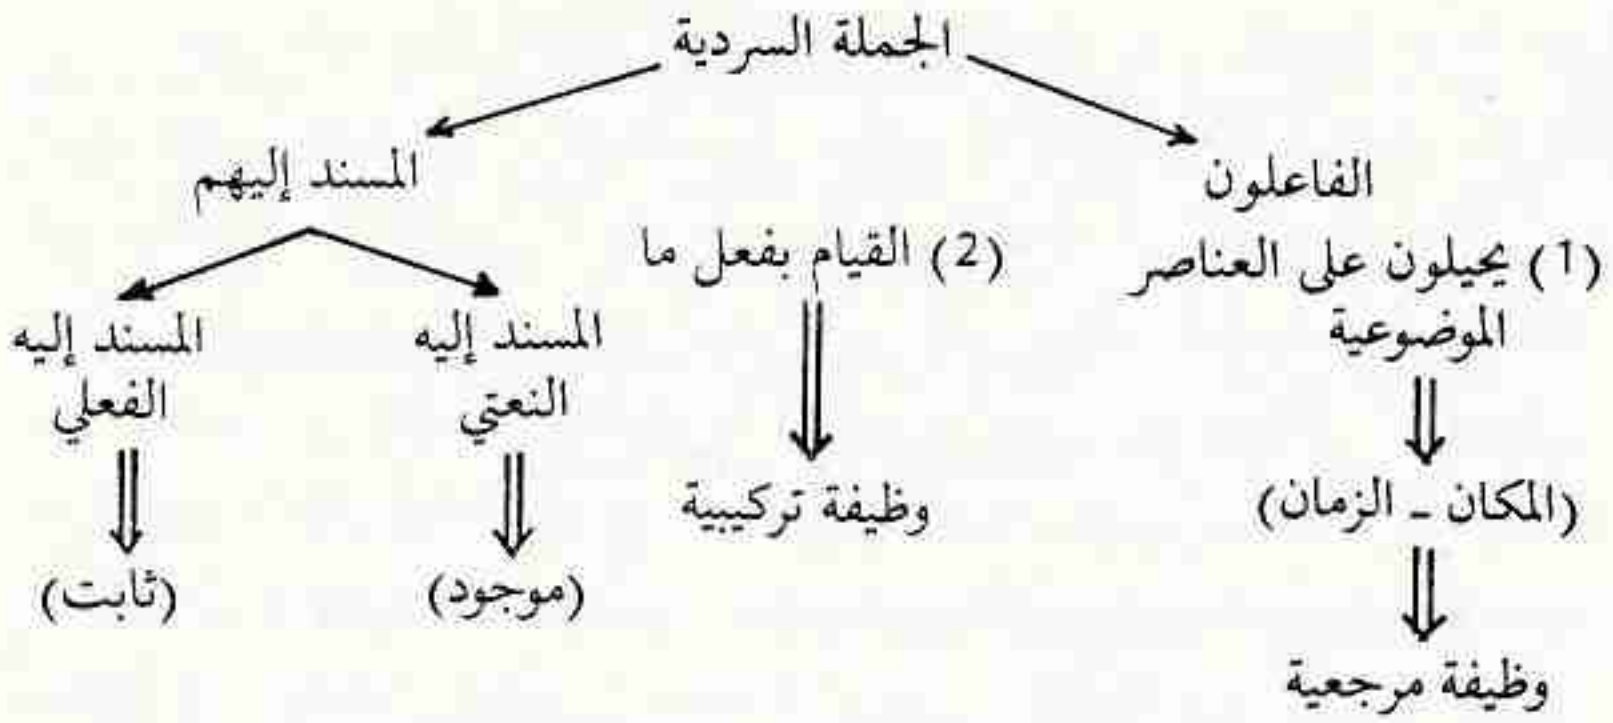 الجملة السردية
الفاعلون
المسند إليهم
(1) يحيلون على العناصر
الموضوعية
(2) القيام بفعل ما
المسند إليه
النعتي
المسند إليه
الفعلي
(المكان - الزمان)
وظيفة تركيبية
(موجود)
(ثابت)
وظيفة مرجعية